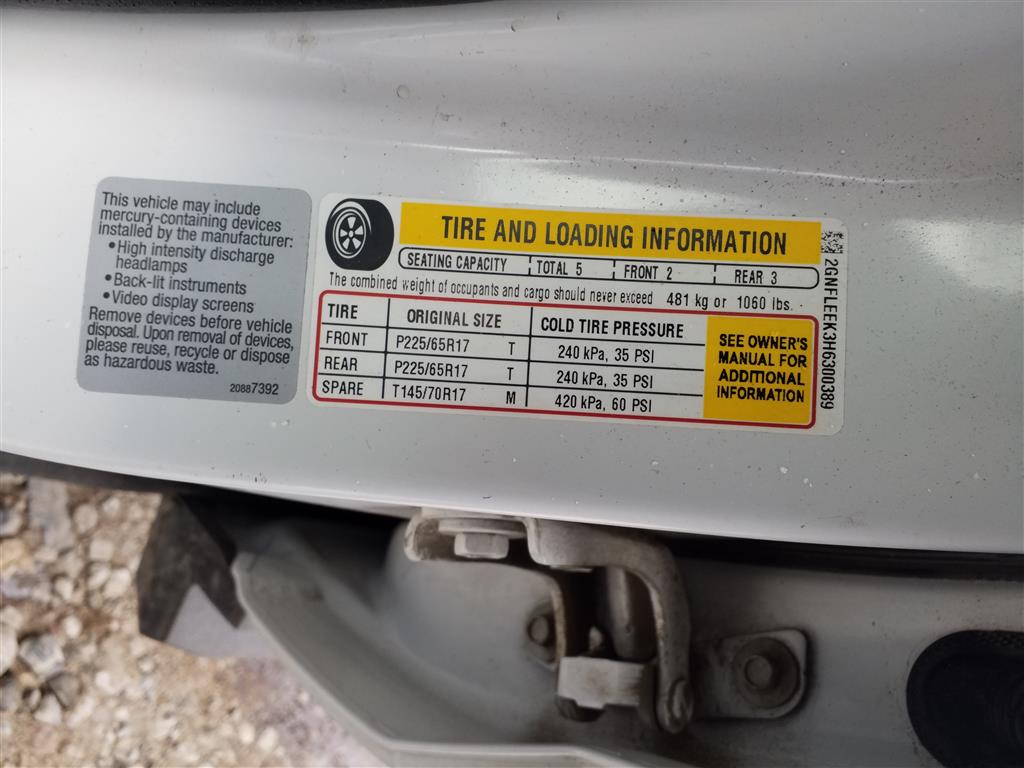 This vehicle may include
mercury-containing devices
installed by the manufacturer:
•High intensity discharge
headlamps
•Back-lit instruments
•Video display screens
Remove devices before vehicle
disposal. Upon removal of devices,
please reuse, recycle or dispose
as hazardous waste.
20887392
TIRE AND LOADING INFORMATION
SEATING CAPACITY TOTAL 5 FRONT 2 REAR 3
The combined weight of occupants and cargo should never exceed 481 kg or 1060 lbs.
TIRE ORIGINAL SIZE COLD TIRE PRESSURE
FRONT P225/65R17 T 240 kPa, 35 PSI
REAR P225/65R17 T 240 kPa, 35 PSI
SPARE T145/70R17 M 420 kPa, 60 PSI
SEE OWNER'S
MANUAL FOR
ADDITIONAL
INFORMATION
2GNFLEEK3H6300389